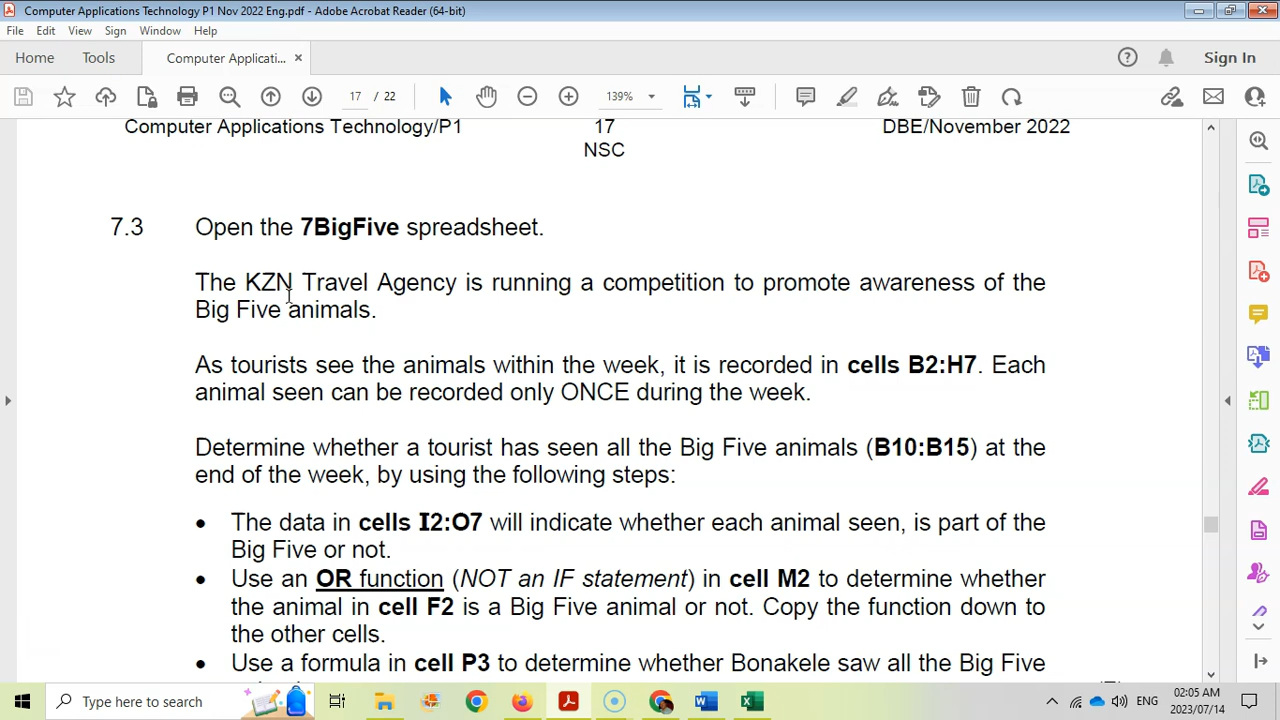 Computer Applications Technology P1 Nov 2022 Eng.pdf - Adobe Acrobat Reader (64-bit)
File Edit View Sign Window Help
Home Tools Computer Applicati... × Sign In
17 / 22 139%
Computer Applications Technology/P1 17 DBE/November 2022
NSC
7.3 Open the 7BigFive spreadsheet.
The KZN Travel Agency is running a competition to promote awareness of the
Big Five animals.
As tourists see the animals within the week, it is recorded in cells B2:H7. Each
animal seen can be recorded only ONCE during the week.
Determine whether a tourist has seen all the Big Five animals (B10:B15) at the
end of the week, by using the following steps:
• The data in cells I2:O7 will indicate whether each animal seen, is part of the
Big Five or not.
• Use an OR function (NOT an IF statement) in cell M2 to determine whether
the animal in cell F2 is a Big Five animal or not. Copy the function down to
the other cells.
• Use a formula in cell P3 to determine whether Bonakele saw all the Big Five
Type here to search
ENG
02:05 AM
2023/07/14